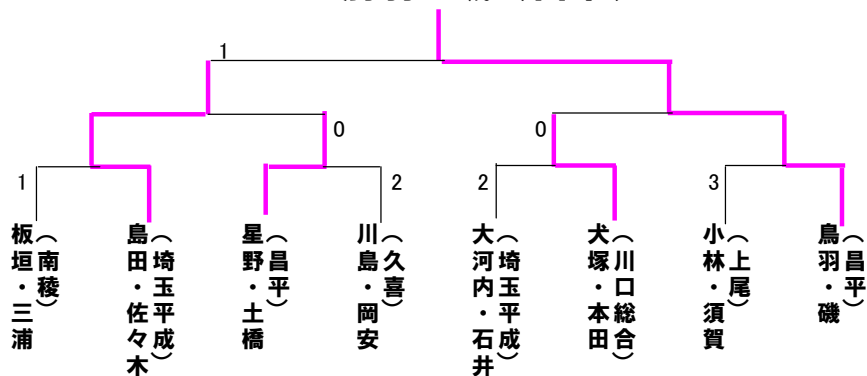 1
0
0
1
2
2
3
板垣・三浦
(南稜)
島田・佐々木
(埼玉平成)
星野・土橋
(昌平)
川島・岡安
(久喜)
大河内・石井
(埼玉平成)
犬塚・本田
(川口総合)
小林・須賀
(上尾)
鳥羽・磯
(昌平)